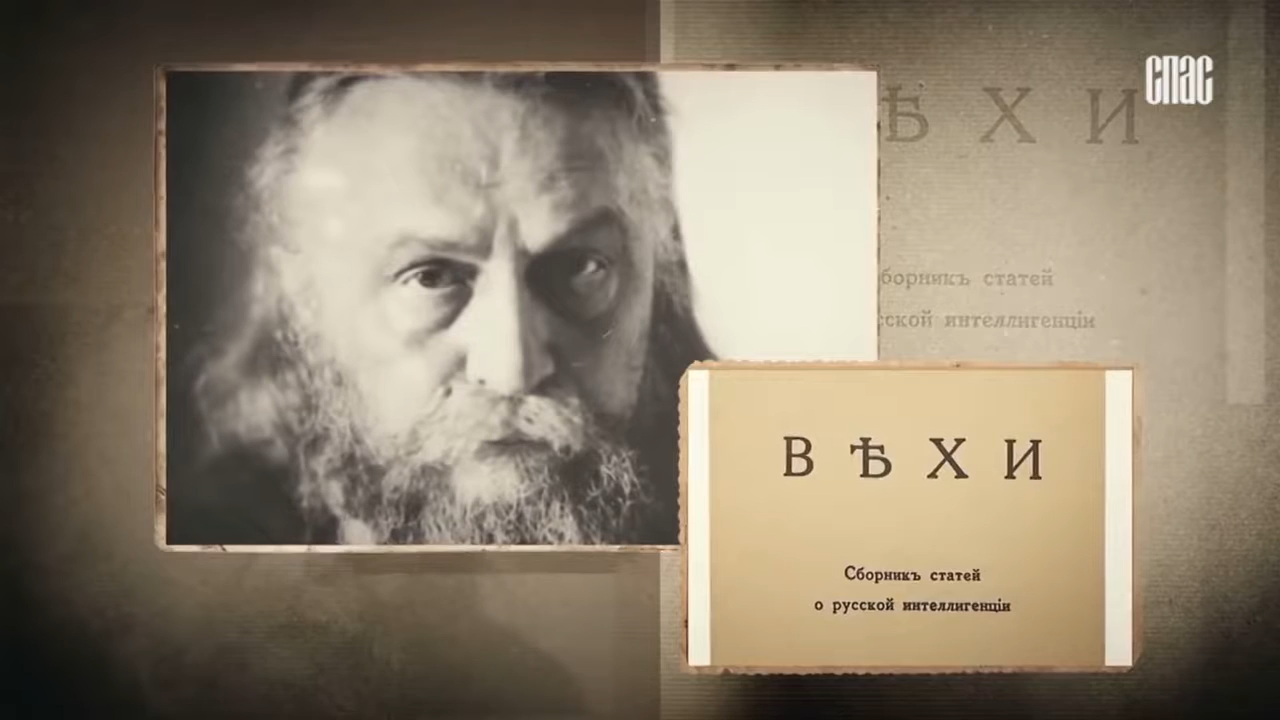 спас
ѢХИ
борникъ статей
сской интеллигенціи
ВѢХИ
Сборникъ статей
о русской интеллигенціи